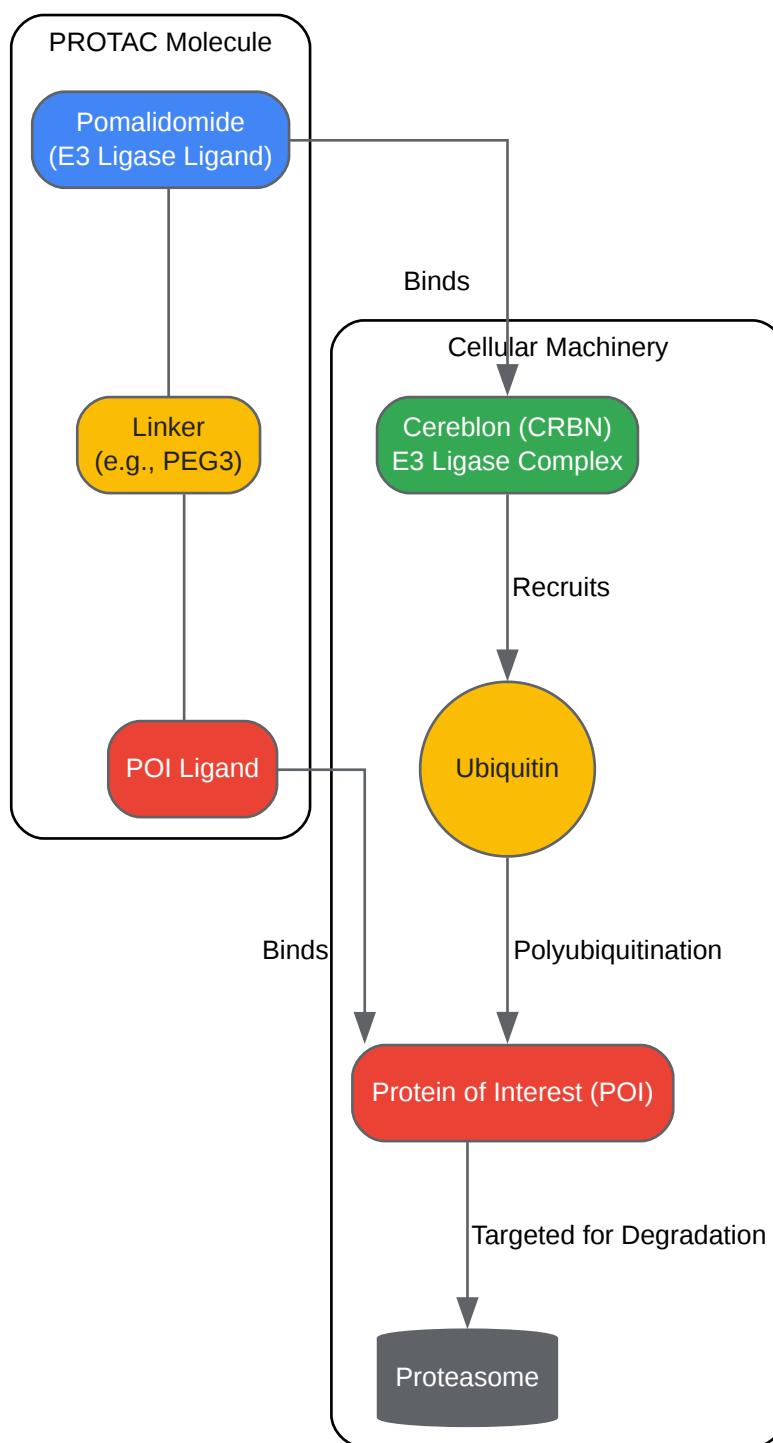 PROTAC Molecule
Pomalidomide
(E3 Ligase Ligand)
Binds
Cellular Machinery
Linker
(e.g., PEG3)
Cereblon (CRBN)
E3 Ligase Complex
Recruits
POI Ligand
Ubiquitin
Binds
Polyubiquitination
Protein of Interest (POI)
Targeted for Degradation
Proteasome